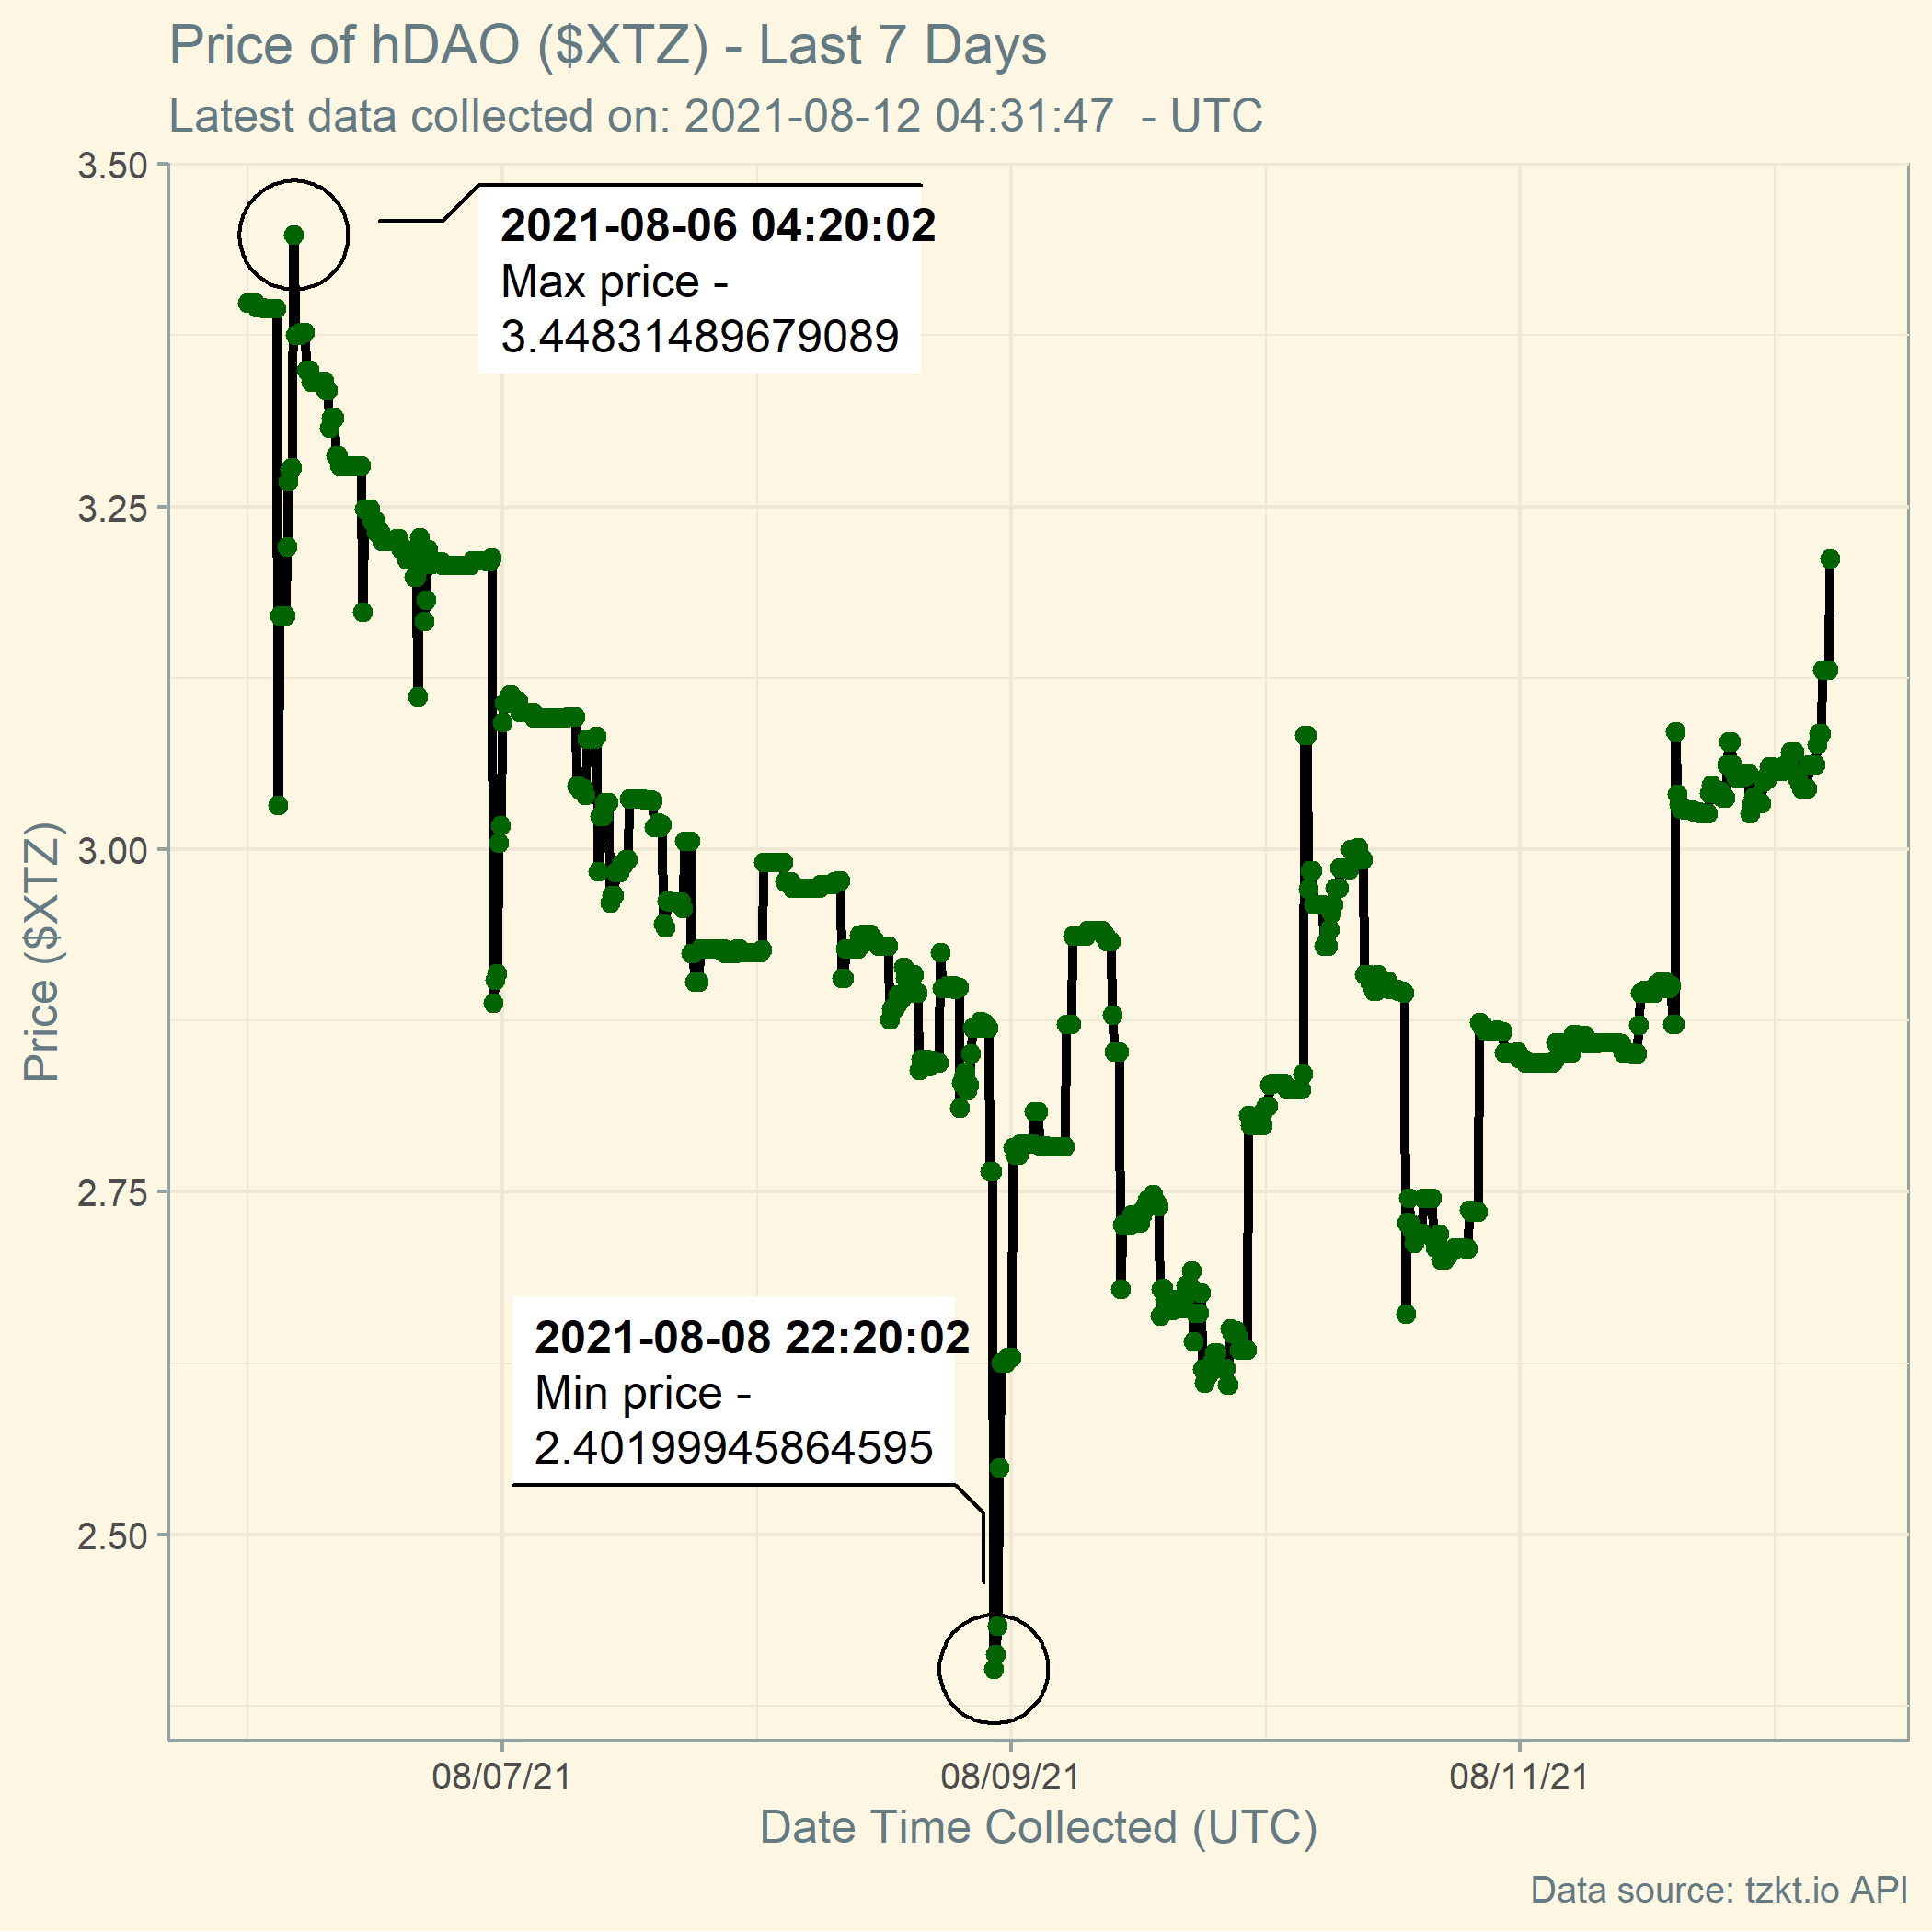 Price of hDAO ($XTZ) - Last 7 Days
Latest data collected on: 2021-08-12 04:31:47  - UTC
3.50
3.25
3.00
2.75
2.50
Price ($XTZ)
2021-08-06 04:20:02
Max price -
3.44831489679089
2021-08-08 22:20:02
Min price -
2.40199945864595
08/07/21
08/09/21
08/11/21
Date Time Collected (UTC)
Data source: tzkt.io API